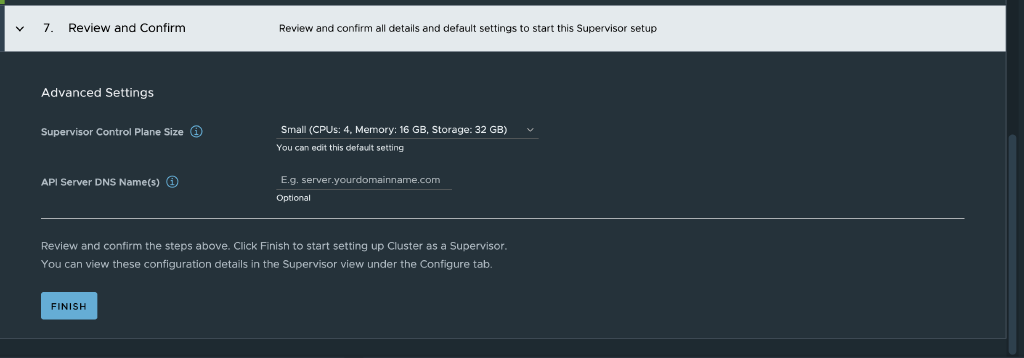 7. Review and Confirm
Review and confirm all details and default settings to start this Supervisor setup
Advanced Settings
Supervisor Control Plane Size
Small (CPUs: 4, Memory: 16 GB, Storage: 32 GB)
You can edit this default setting
API Server DNS Name(s)
E.g. server.yourdomainname.com
Optional
Review and confirm the steps above. Click Finish to start setting up Cluster as a Supervisor.
You can view these configuration details in the Supervisor view under the Configure tab.
FINISH